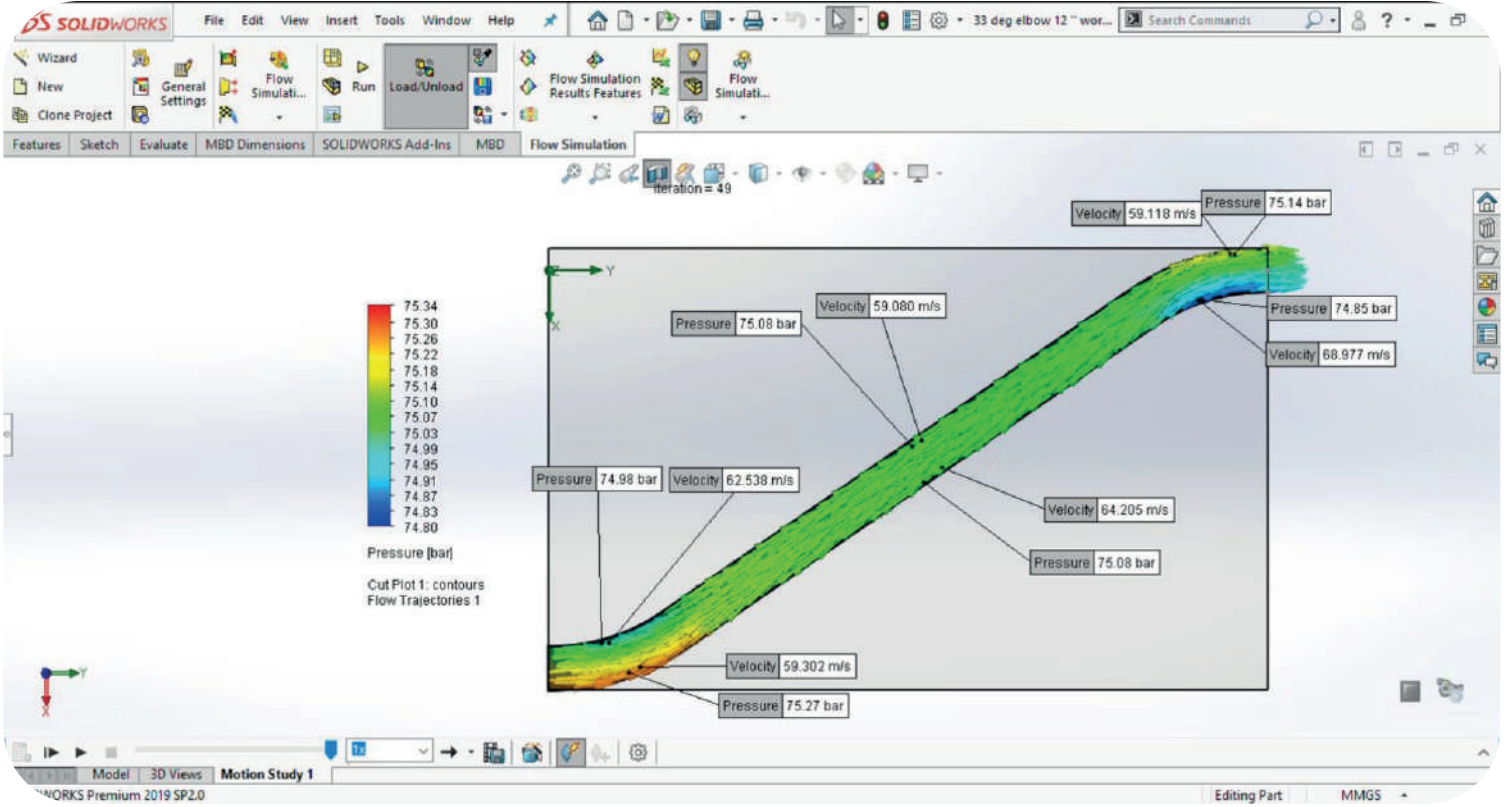 SOLIDWORKS File Edit View Insert Tools Window Help 33 deg elbow 12 " wor... Search Commands ?
Wizard
New
Clone Project
General
Settings
Flow
Simulati...
Run
Load/Unload
Flow Simulation
Results Features
Flow
Simulati...
Features Sketch Evaluate MBD Dimensions SOLIDWORKS Add-Ins MBD Flow Simulation
iteration = 49
Velocity 59.118 m/s
Pressure 75.14 bar
Y
X
75.34
75.30
75.26
75.22
75.18
75.14
75.10
75.07
75.03
74.99
74.95
74.91
74.87
74.83
74.80
Pressure [bar]
Cut Plot 1: contours
Flow Trajectories 1
Velocity 59.080 m/s
Pressure 75.08 bar
Pressure 74.85 bar
Velocity 68.977 m/s
Pressure 74.98 bar
Velocity 62.538 m/s
Velocity 64.205 m/s
Pressure 75.08 bar
Velocity 59.302 m/s
Pressure 75.27 bar
Y
X
1x
Model 3D Views Motion Study 1
WORKS Premium 2019 SP2.0 Editing Part MMGS